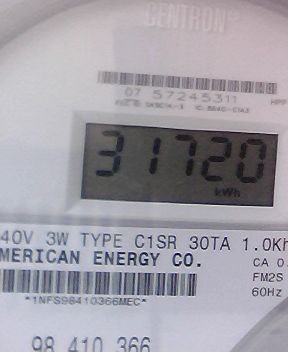 CENTRON®
07 57245311
31720
kWh
40V 3W TYPE C1SR 30TA 1.0Kh
MERICAN ENERGY CO.
CA 0.
FM2S
60Hz
*1NFS98410366MEC*
98 410 366